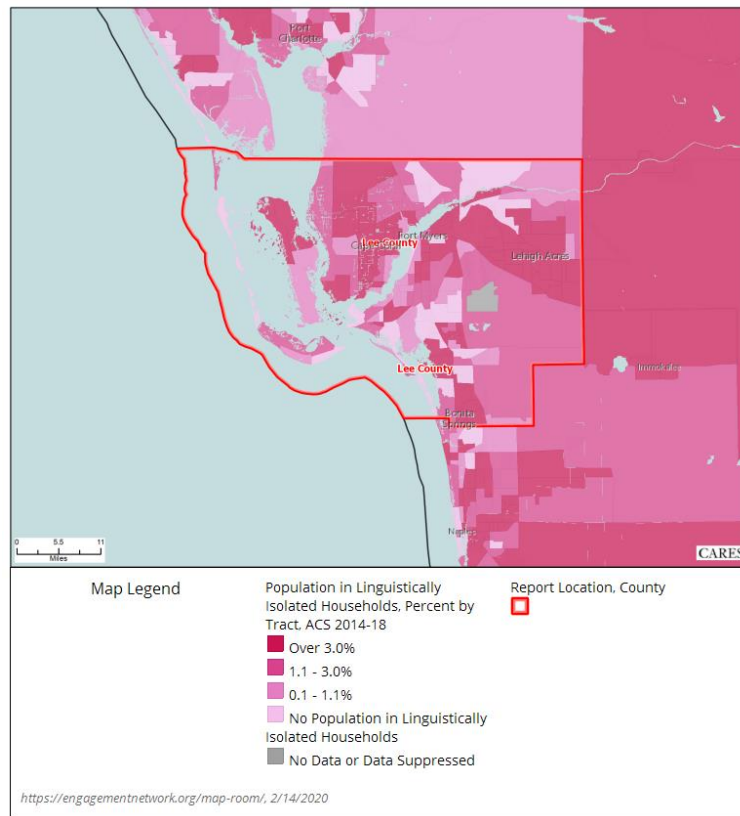 Port
Charlotte
Fort Myers
Lee County
Lehigh Acres
Lee County
Immokalee
Bonita
Springs
Naples
0 5.5 11
Miles
CARES
Map Legend
Population in Linguistically
Isolated Households, Percent by
Tract, ACS 2014-18
Over 3.0%
1.1 - 3.0%
0.1 - 1.1%
No Population in Linguistically
Isolated Households
No Data or Data Suppressed
Report Location, County
https://engagementnetwork.org/map-room/, 2/14/2020